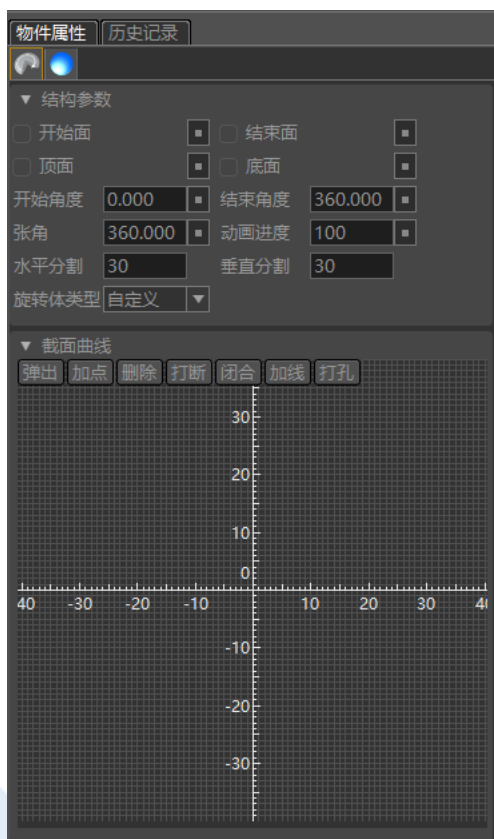 物件属性 历史记录
▼ 结构参数
开始面 结束面
顶面 底面
开始角度 0.000 结束角度 360.000
张角 360.000 动画进度 100
水平分割 30 垂直分割 30
旋转体类型 自定义
▼ 截面曲线
弹出 加点 删除 打断 闭合 加线 打孔
30
20
10
0
40 -30 -20 -10 10 20 30 4
-10
-20
-30